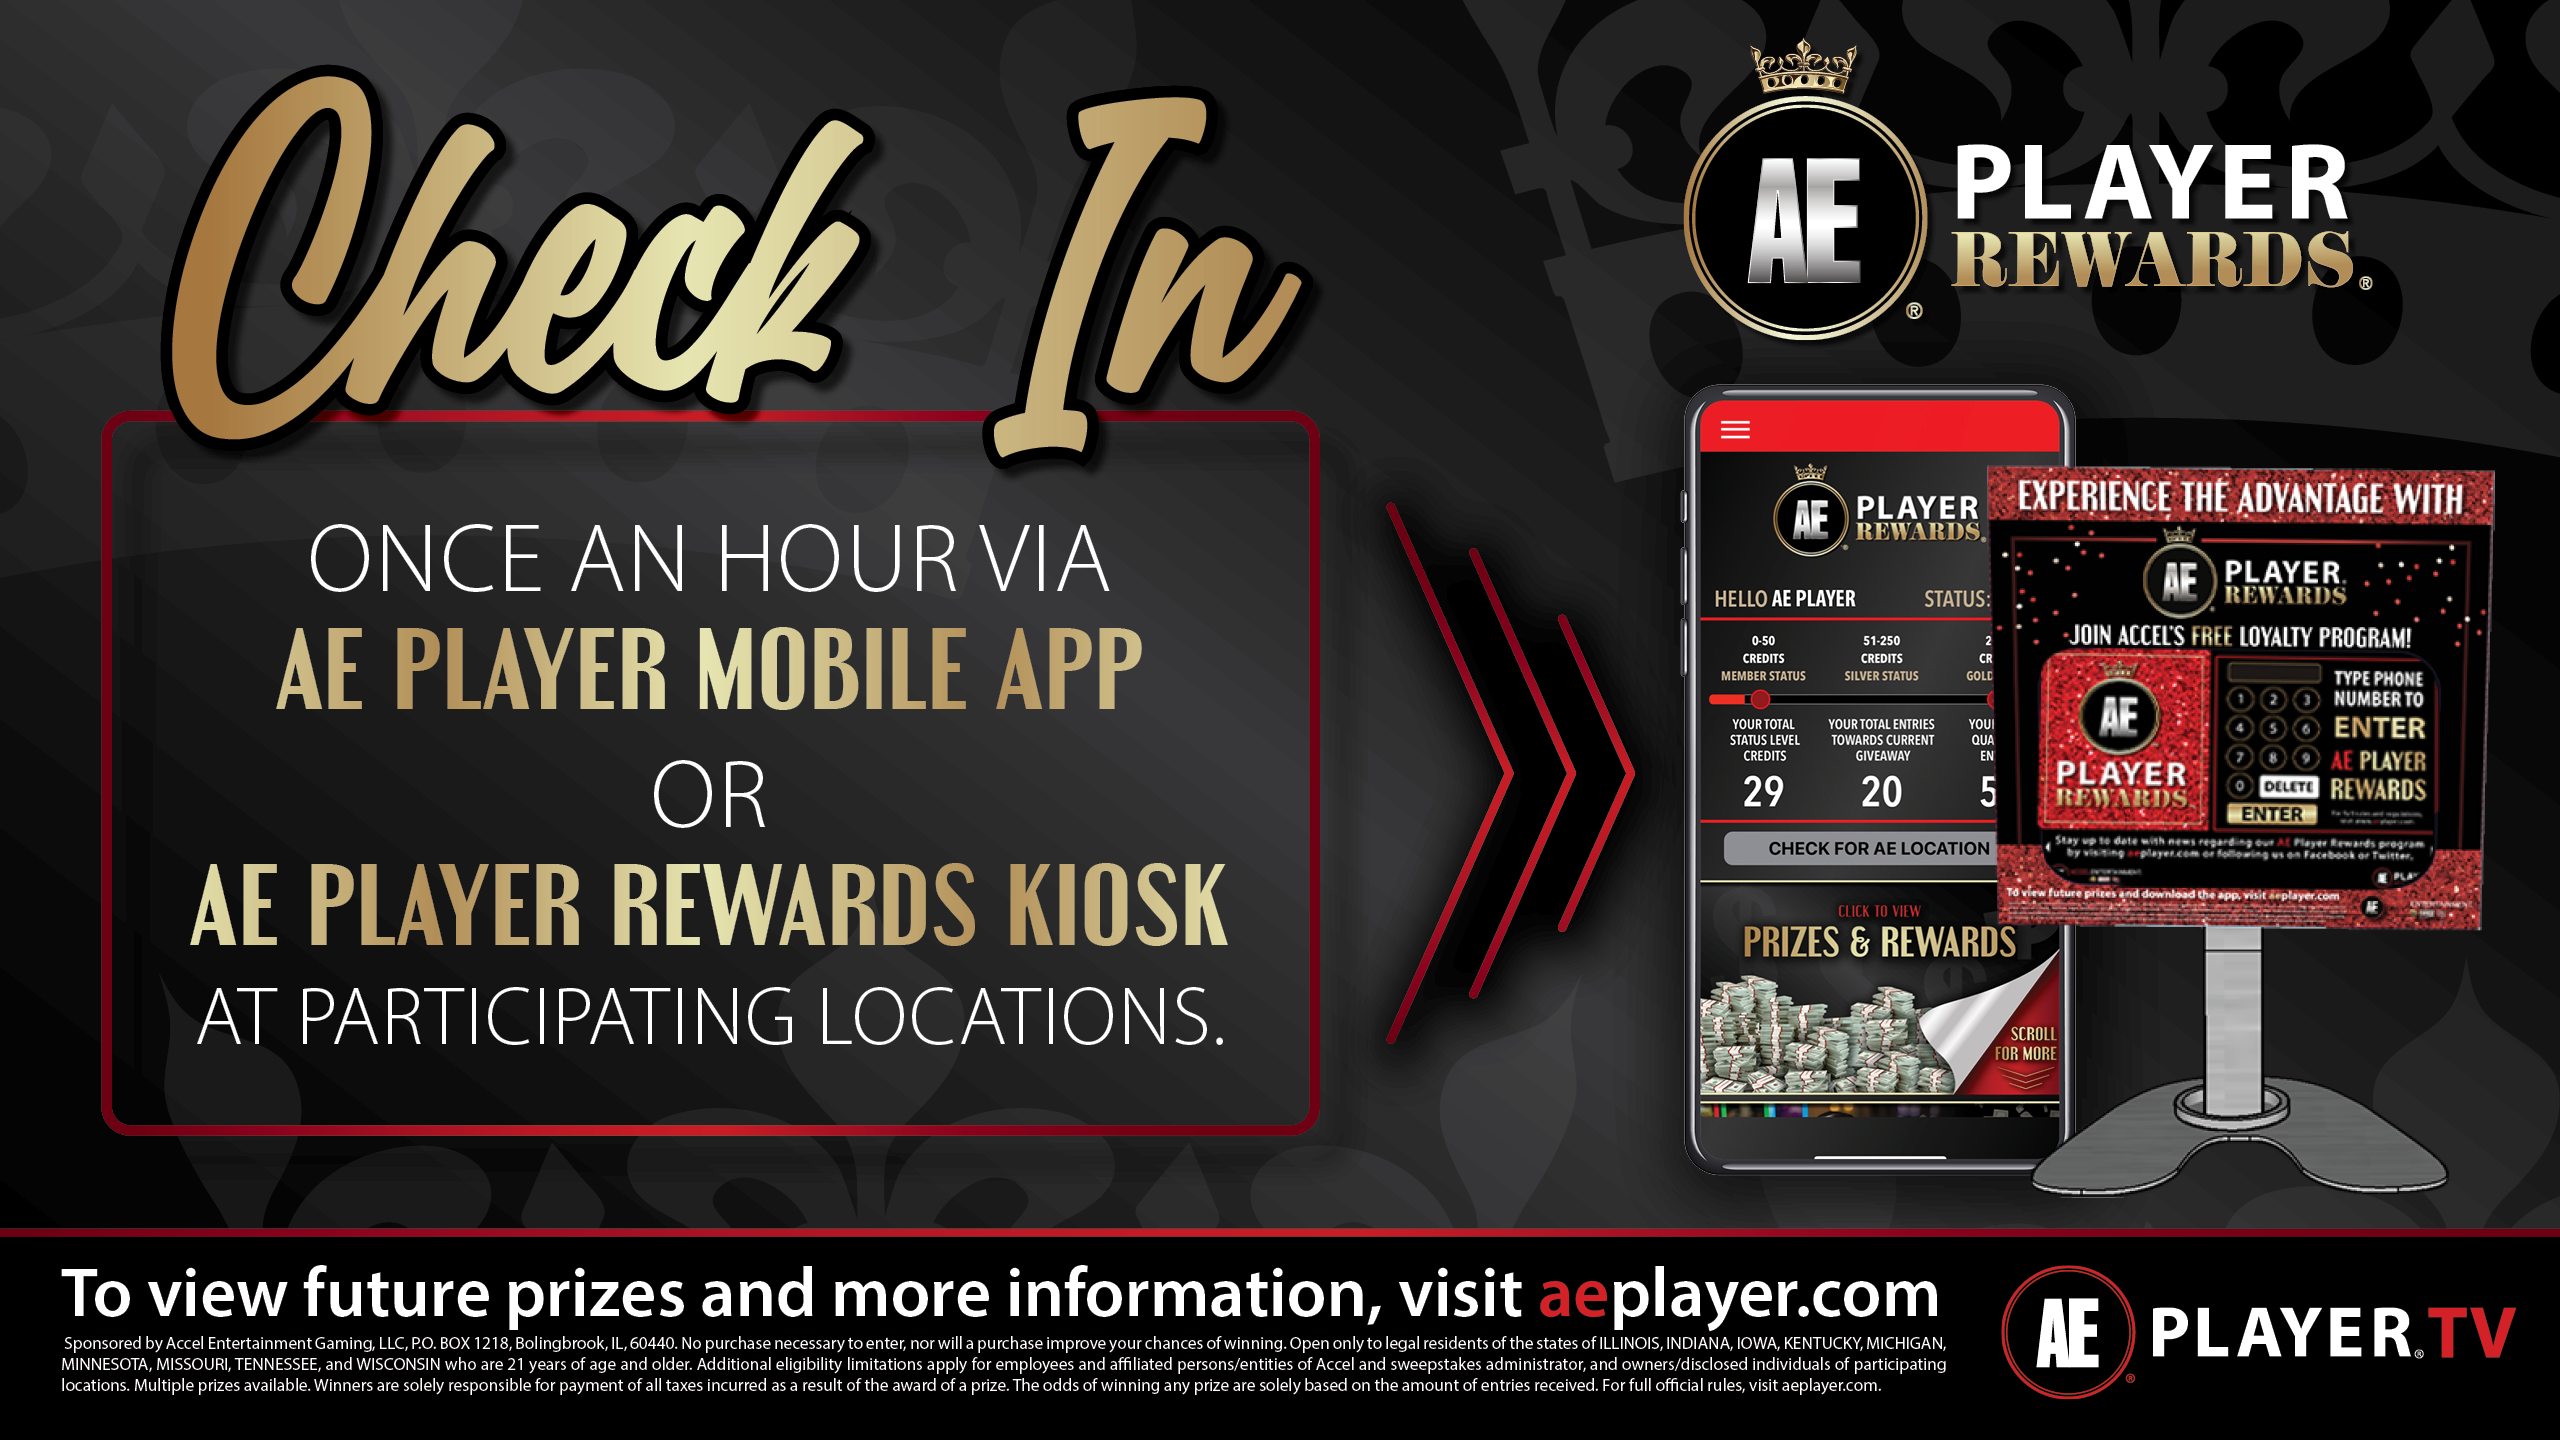 Check In
ONCE AN HOUR VIA
AE PLAYER MOBILE APP
OR
AE PLAYER REWARDS KIOSK
AT PARTICIPATING LOCATIONS.
AE ®
PLAYER
REWARDS®
AE
PLAYER
REWARDS
HELLO AE PLAYER STATUS:
0-50
CREDITS
MEMBER STATUS
51-250
CREDITS
SILVER STATUS
2
CR
GOLD
YOUR TOTAL
STATUS LEVEL
CREDITS
29
YOUR TOTAL ENTRIES
TOWARDS CURRENT
GIVEAWAY
20
YOU
QUA
EN
5
CHECK FOR AE LOCATION
CLICK TO VIEW
PRIZES & REWARDS
SCROLL
FOR MORE
EXPERIENCE THE ADVANTAGE WITH
AE
PLAYER
REWARDS
JOIN ACCEL'S FREE LOYALTY PROGRAM!
AE
PLAYER
REWARDS
1 2 3
4 5 6
7 8 9
0 DELETE
ENTER
TYPE PHONE
NUMBER TO
ENTER
AE PLAYER
REWARDS
Stay up to date with news regarding our AE Player Rewards program
by visiting aeplayer.com or following us on Facebook or Twitter.
To view future prizes and download the app, visit aeplayer.com
AE
To view future prizes and more information, visit aeplayer.com
Sponsored by Accel Entertainment Gaming, LLC, P.O. BOX 1218, Bolingbrook, IL, 60440. No purchase necessary to enter, nor will a purchase improve your chances of winning. Open only to legal residents of the states of ILLINOIS, INDIANA, IOWA, KENTUCKY, MICHIGAN,
MINNESOTA, MISSOURI, TENNESSEE, and WISCONSIN who are 21 years of age and older. Additional eligibility limitations apply for employees and affiliated persons/entities of Accel and sweepstakes administrator, and owners/disclosed individuals of participating
locations. Multiple prizes available. Winners are solely responsible for payment of all taxes incurred as a result of the award of a prize. The odds of winning any prize are solely based on the amount of entries received. For full official rules, visit aeplayer.com.
AE® PLAYER®TV